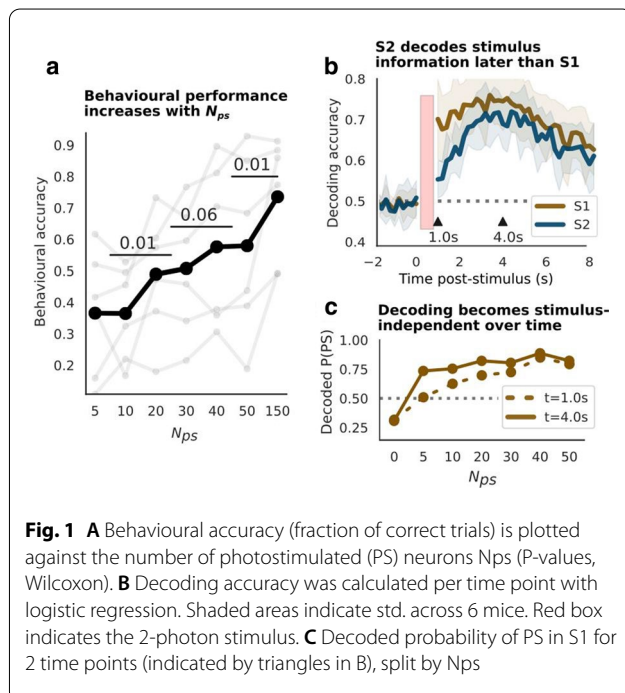 a
Behavioural performance
increases with Nps
0.9
0.8
0.7
0.6
0.5
0.4
0.3
0.2
0.01
0.06
0.01
Behavioural accuracy
5 10 20 30 40 50 150
Nps
S2 decodes stimulus
information later than S1
b
0.8
0.7
0.6
0.5
0.4
Decoding accuracy
S1
S2
1.0s
4.0s
−2 0 2 4 6 8
Time post-stimulus (s)
c
Decoding becomes stimulus-
independent over time
1.00
0.75
0.50
0.25
Decoded P(PS)
t=1.0s
t=4.0s
0 5 10 20 30 40 50
Nps
Fig. 1 A Behavioural accuracy (fraction of correct trials) is plotted
against the number of photostimulated (PS) neurons Nps (P-values,
Wilcoxon). B Decoding accuracy was calculated per time point with
logistic regression. Shaded areas indicate std. across 6 mice. Red box
indicates the 2-photon stimulus. C Decoded probability of PS in S1 for
2 time points (indicated by triangles in B), split by Nps